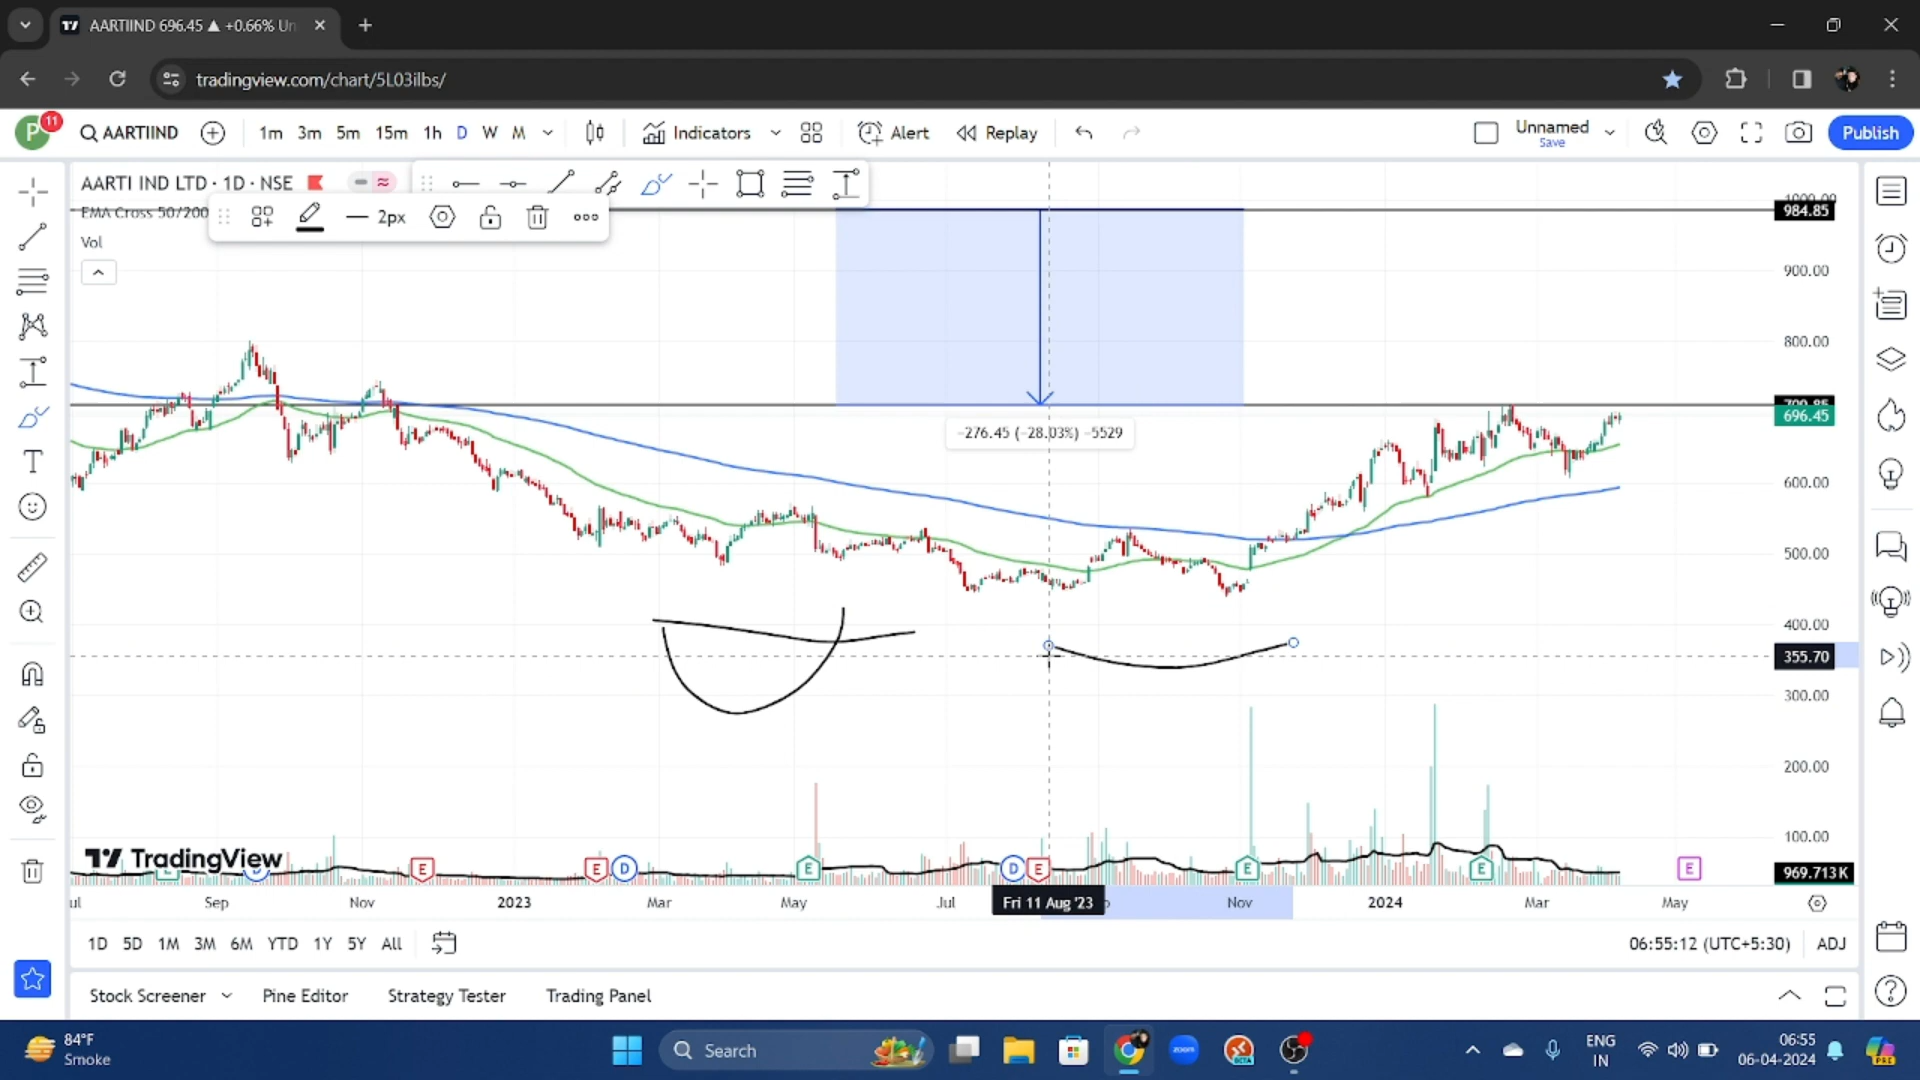 AARTIIND 696.45 ▲ +0.66% Un
tradingview.com/chart/5L03ilbs/
P 11
AARTIIND
1m 3m 5m 15m 1h D W M
Indicators
Alert
Replay
Unnamed
Save
Publish
AARTI IND LTD · 1D · NSE
EMA Cross 50/200
2px
Vol
984.85
900.00
800.00
709.85
696.45
−276.45 (−28.03%) −5529
600.00
500.00
400.00
355.70
300.00
200.00
100.00
TradingView
E
E
D
E
D
E
E
E
E
969.713K
Sep Nov 2023 Mar May Jul Fri 11 Aug '23 Nov 2024 Mar May
1D 5D 1M 3M 6M YTD 1Y 5Y All
06:55:12 (UTC+5:30) ADJ
Stock Screener Pine Editor Strategy Tester Trading Panel
84°F
Smoke
Search
zoom
BETA
ENG
IN
06:55
06-04-2024
PRE